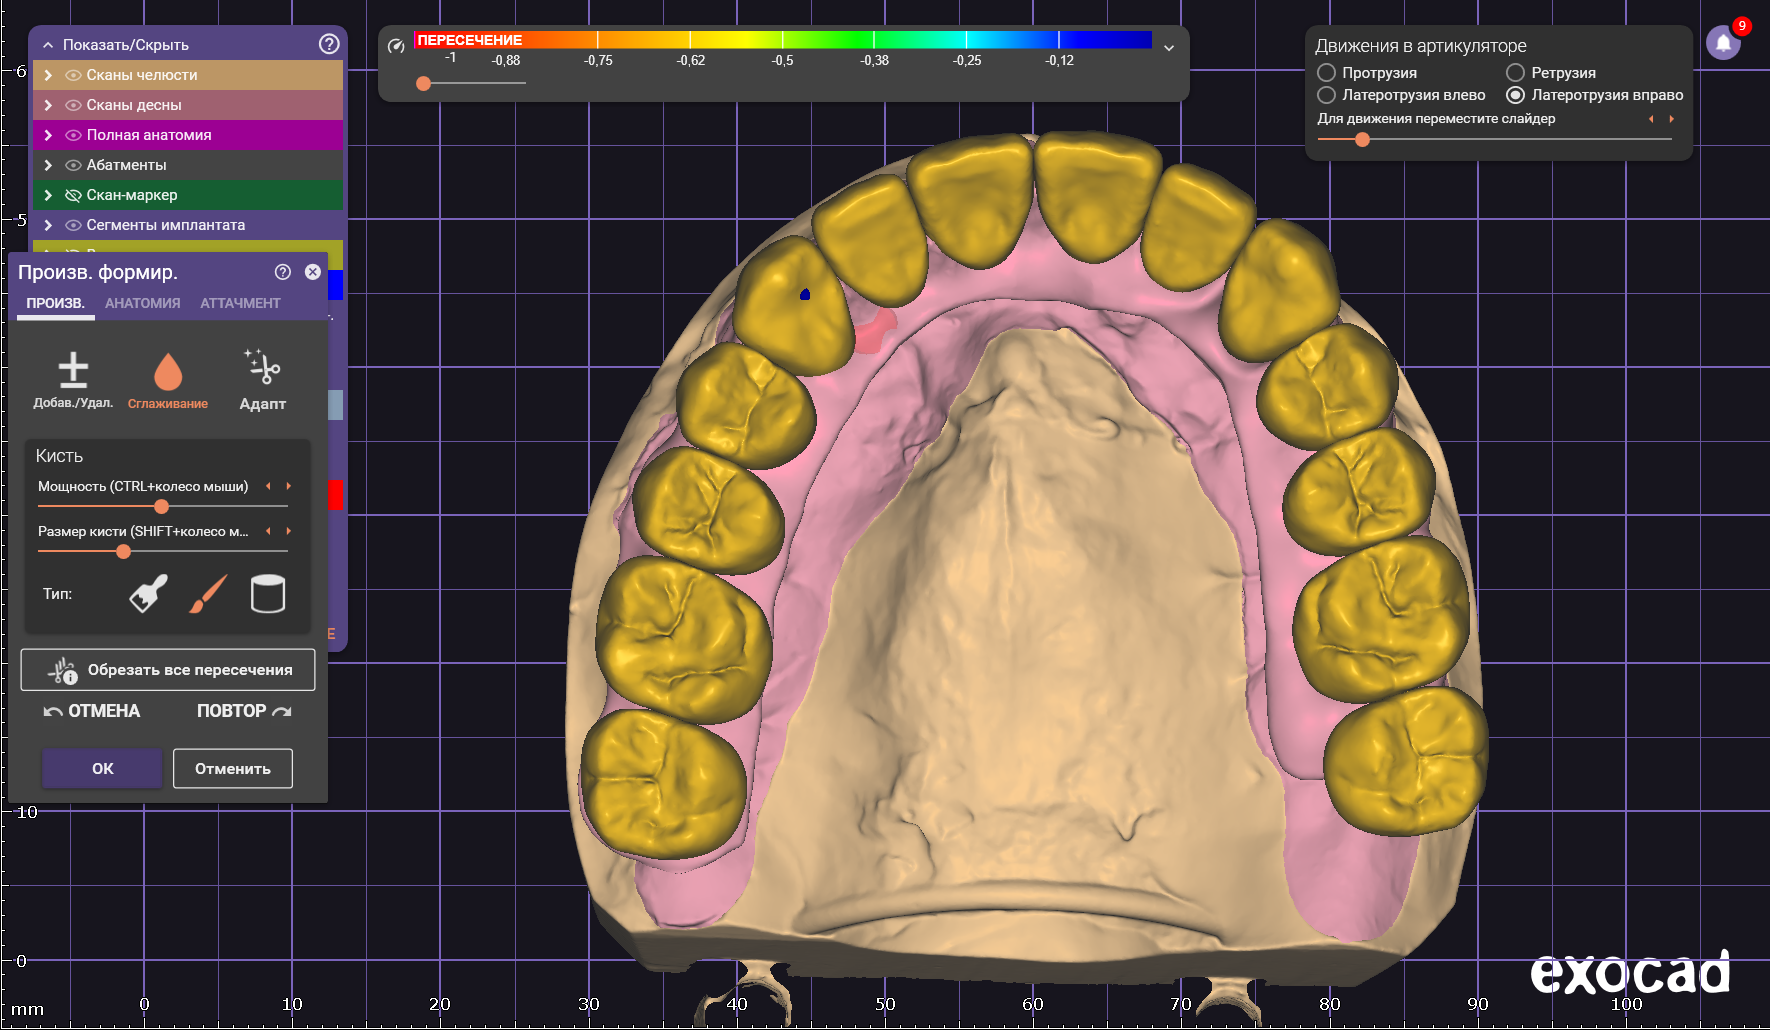 Показать/Скрыть
Сканы челюсти
Сканы десны
Полная анатомия
Абатменты
Скан-маркер
Сегменты имплантата
Произв. формир.
ПРОИЗВ. АНАТОМИЯ АТТАЧМЕНТ
Добав./Удал. Сглаживание Адапт
Кисть
Мощность (CTRL+колесо мыши)
Размер кисти (SHIFT+колесо м...
Тип:
Обрезать все пересечения
ОТМЕНА ПОВТОР
ОК Отменить
ПЕРЕСЕЧЕНИЕ
-1 -0,88 -0,75 -0,62 -0,5 -0,38 -0,25 -0,12
Движения в артикуляторе
Протрузия Ретрузия
Латеротрузия влево Латеротрузия вправо
Для движения переместите слайдер
9
6
5
10
0
mm 0 10 20 30 40 50 60 70 80 90 100
exocad